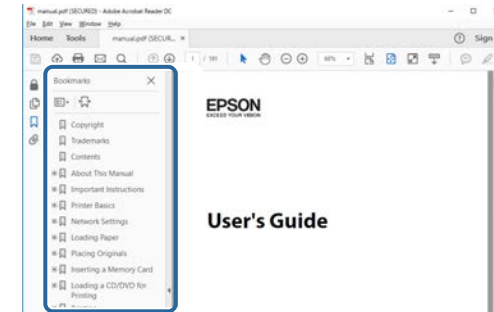 manual.pdf (SECURED) - Adobe Acrobat Reader DC
File Edit View Window Help
Home Tools manual.pdf (SECUR... × Sign
1 / 191
Bookmarks
Copyright
Trademarks
Contents
About This Manual
Important Instructions
Printer Basics
Network Settings
Loading Paper
Placing Originals
Inserting a Memory Card
Loading a CD/DVD for
Printing
EPSON
EXCEED YOUR VISION
User's Guide